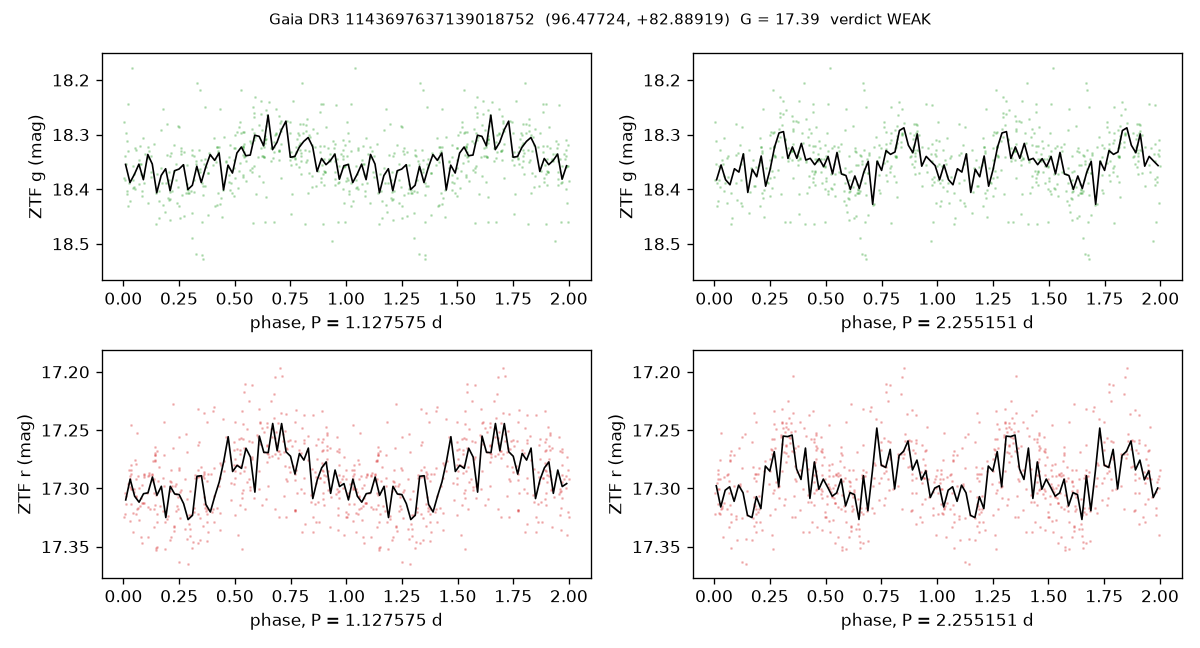 Gaia DR3 1143697637139018752 (96.47724, +82.88919) G = 17.39 verdict WEAK
ZTF g (mag)
18.2
18.3
18.4
18.5
0.00 0.25 0.50 0.75 1.00 1.25 1.50 1.75 2.00
phase, P = 1.127575 d
ZTF g (mag)
18.2
18.3
18.4
18.5
0.00 0.25 0.50 0.75 1.00 1.25 1.50 1.75 2.00
phase, P = 2.255151 d
ZTF r (mag)
17.20
17.25
17.30
17.35
0.00 0.25 0.50 0.75 1.00 1.25 1.50 1.75 2.00
phase, P = 1.127575 d
ZTF r (mag)
17.20
17.25
17.30
17.35
0.00 0.25 0.50 0.75 1.00 1.25 1.50 1.75 2.00
phase, P = 2.255151 d